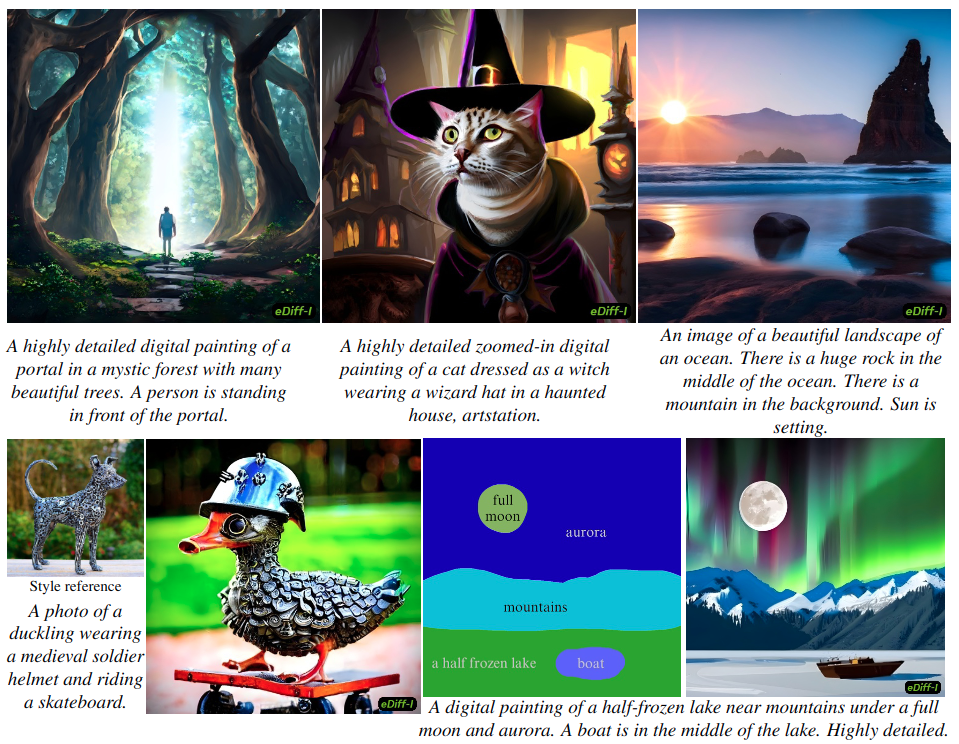 eDiff-I
eDiff-I
eDiff-I
A highly detailed digital painting of a
portal in a mystic forest with many
beautiful trees. A person is standing
in front of the portal.
A highly detailed zoomed-in digital
painting of a cat dressed as a witch
wearing a wizard hat in a haunted
house, artstation.
An image of a beautiful landscape of
an ocean. There is a huge rock in the
middle of the ocean. There is a
mountain in the background. Sun is
setting.
Style reference
A photo of a
duckling wearing
a medieval soldier
helmet and riding
a skateboard.
eDiff-I
full
moon
aurora
mountains
a half frozen lake
boat
eDiff-I
A digital painting of a half-frozen lake near mountains under a full
moon and aurora. A boat is in the middle of the lake. Highly detailed.